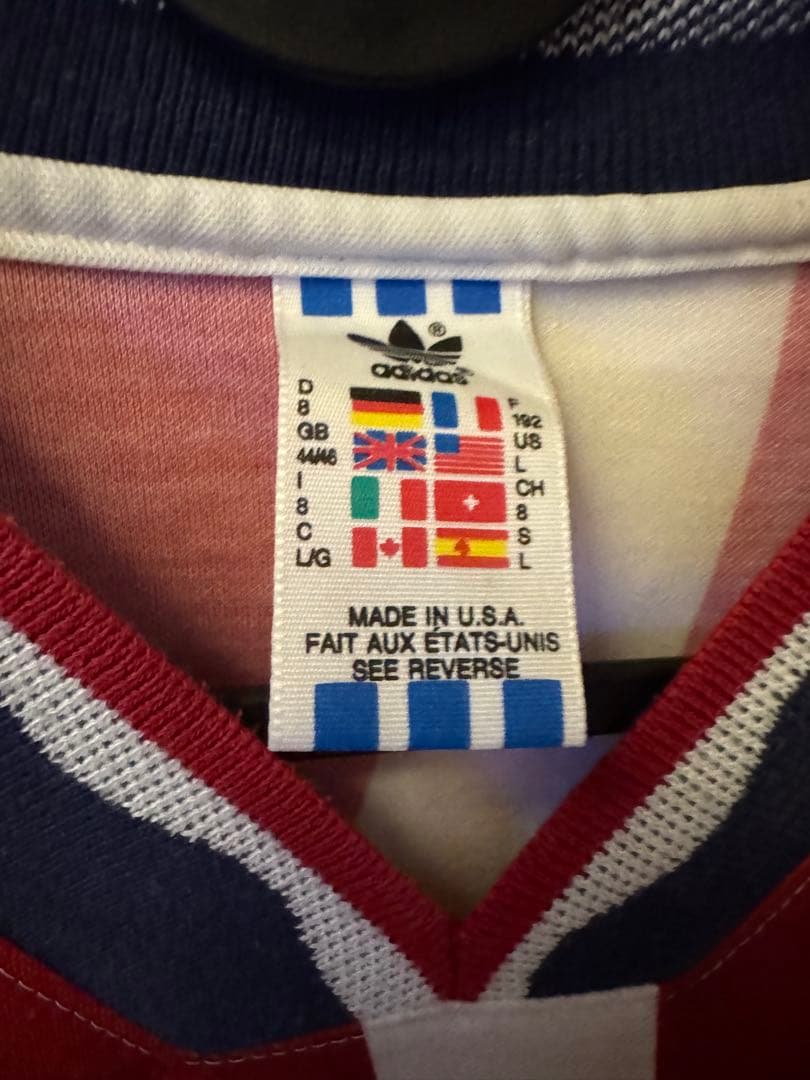 ®
adidas
D
8
GB
44/46
I
8
C
L/G
F
192
US
L
CH
8
S
L
MADE IN U.S.A.
FAIT AUX ÉTATS-UNIS
SEE REVERSE